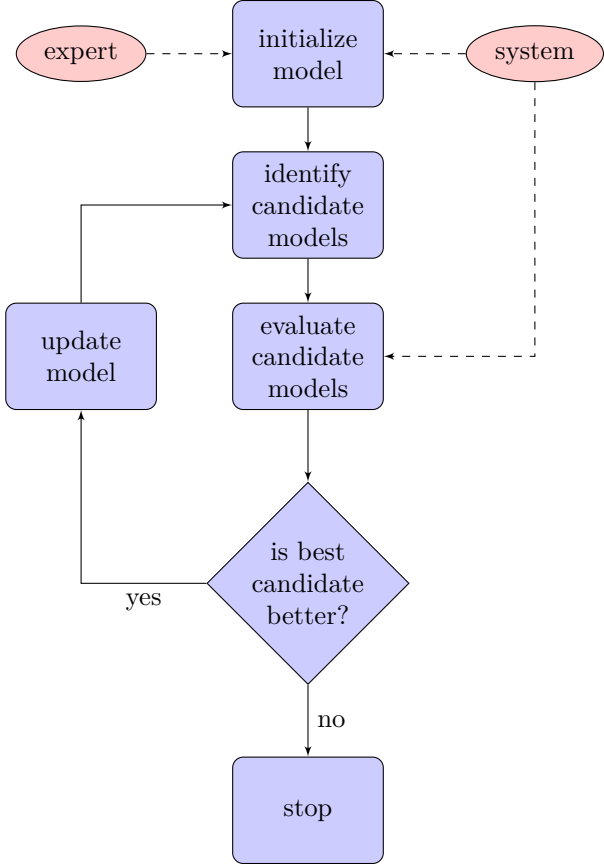 expert
initialize
model
system
identify
candidate
models
update
model
evaluate
candidate
models
is best
candidate
better?
yes
no
stop